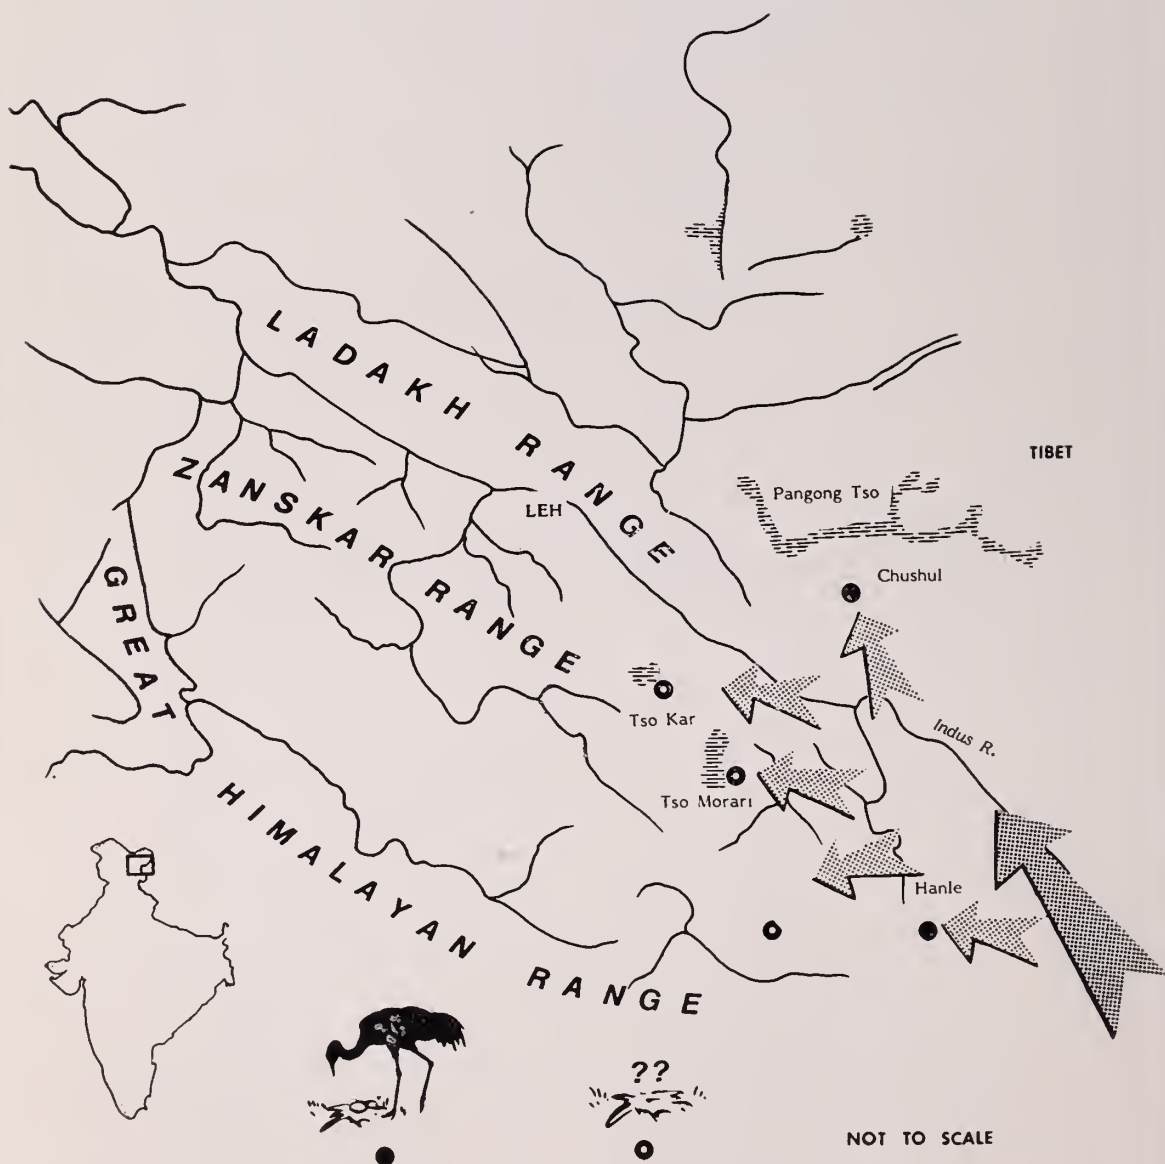 LADAKH RANGE
ZANSKAR RANGE
LEH
TIBET
Pangong Tso
Chushul
GREAT HIMALAYAN RANGE
Tso Kar
Indus R.
Tso Morari
Hanle
??
NOT TO SCALE